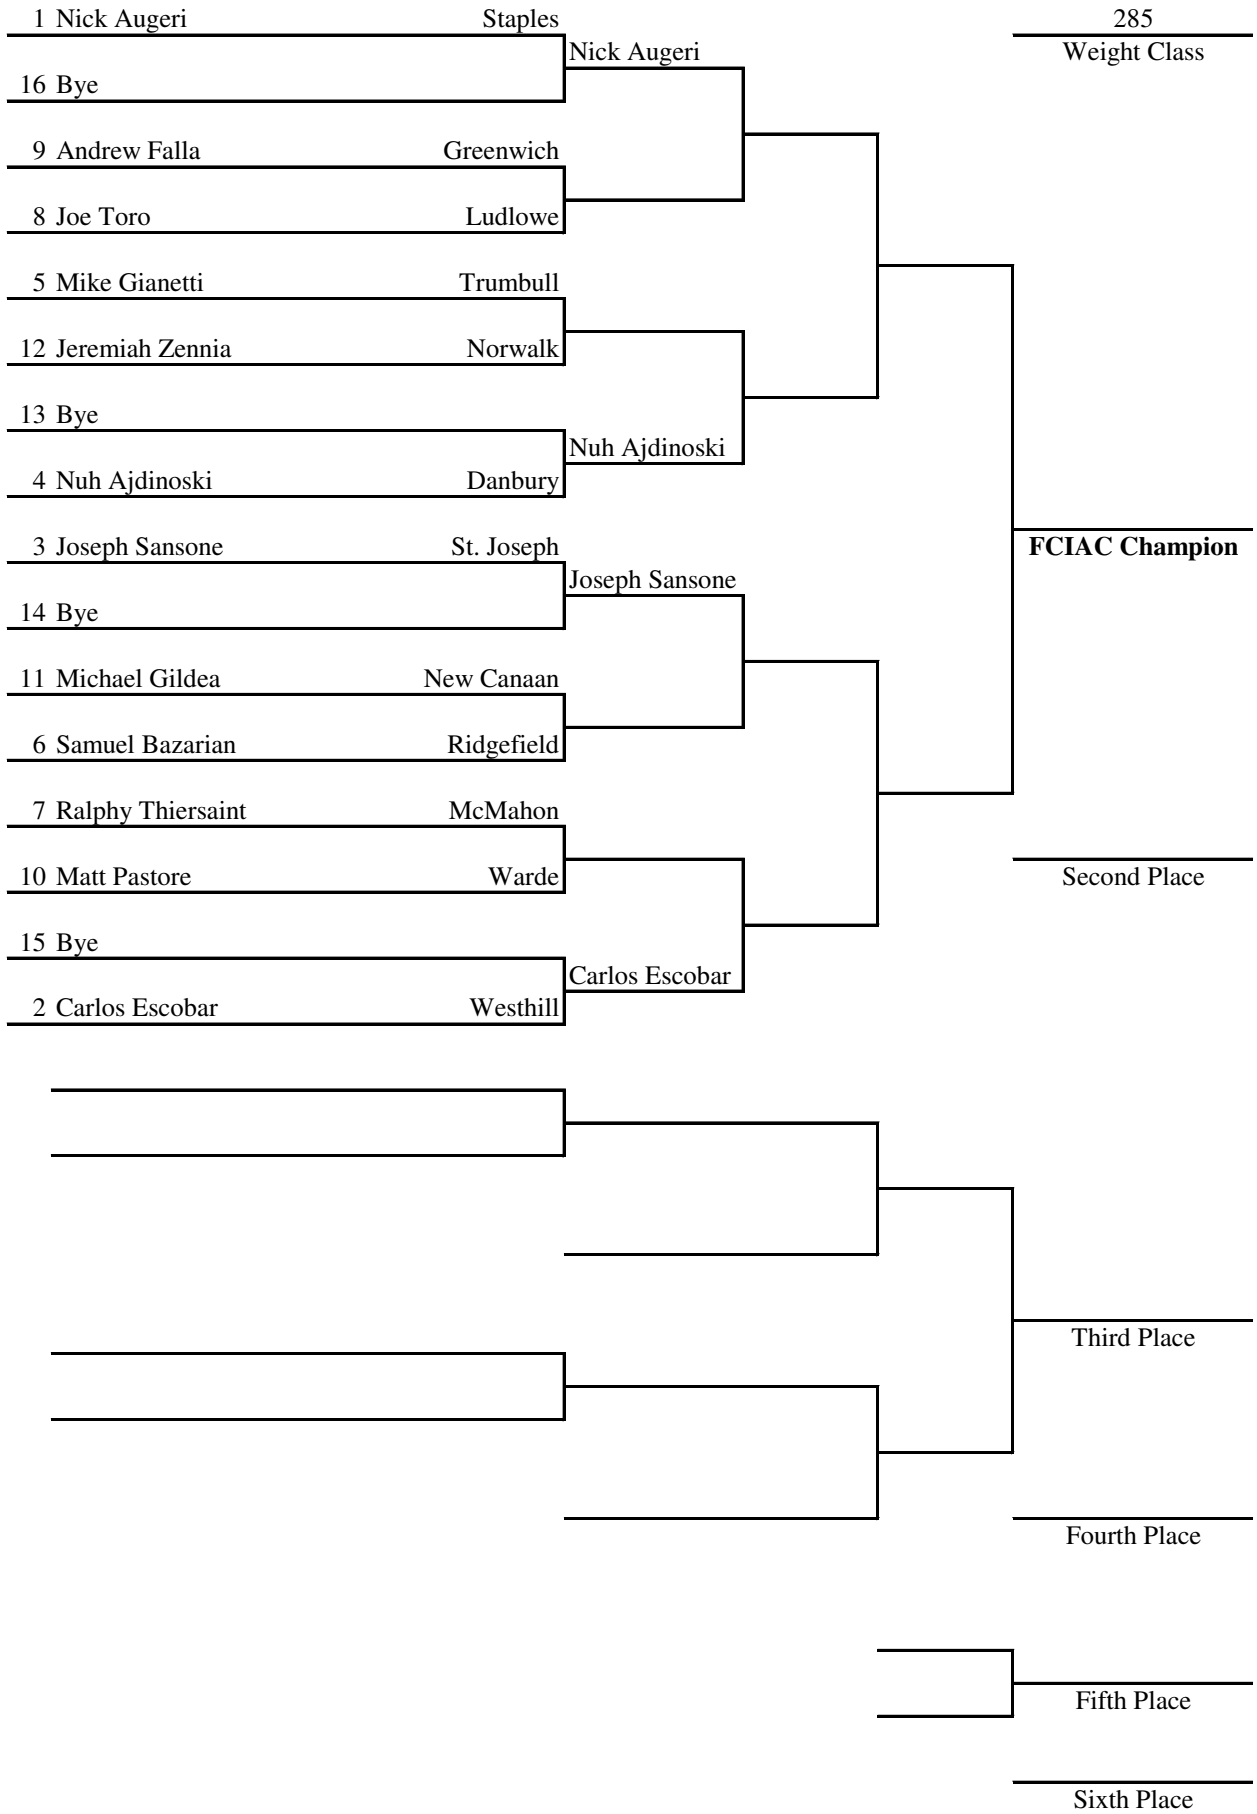 1 Nick Augeri Staples 285
Nick Augeri Weight Class
16 Bye
9 Andrew Falla Greenwich
8 Joe Toro Ludlowe
5 Mike Gianetti Trumbull
12 Jeremiah Zennia Norwalk
13 Bye
Nuh Ajdinoski
4 Nuh Ajdinoski Danbury
3 Joseph Sansone St. Joseph FCIAC Champion
Joseph Sansone
14 Bye
11 Michael Gildea New Canaan
6 Samuel Bazarian Ridgefield
7 Ralphy Thiersaint McMahon
10 Matt Pastore Warde Second Place
15 Bye
Carlos Escobar
2 Carlos Escobar Westhill
Third Place
Fourth Place
Fifth Place
Sixth Place